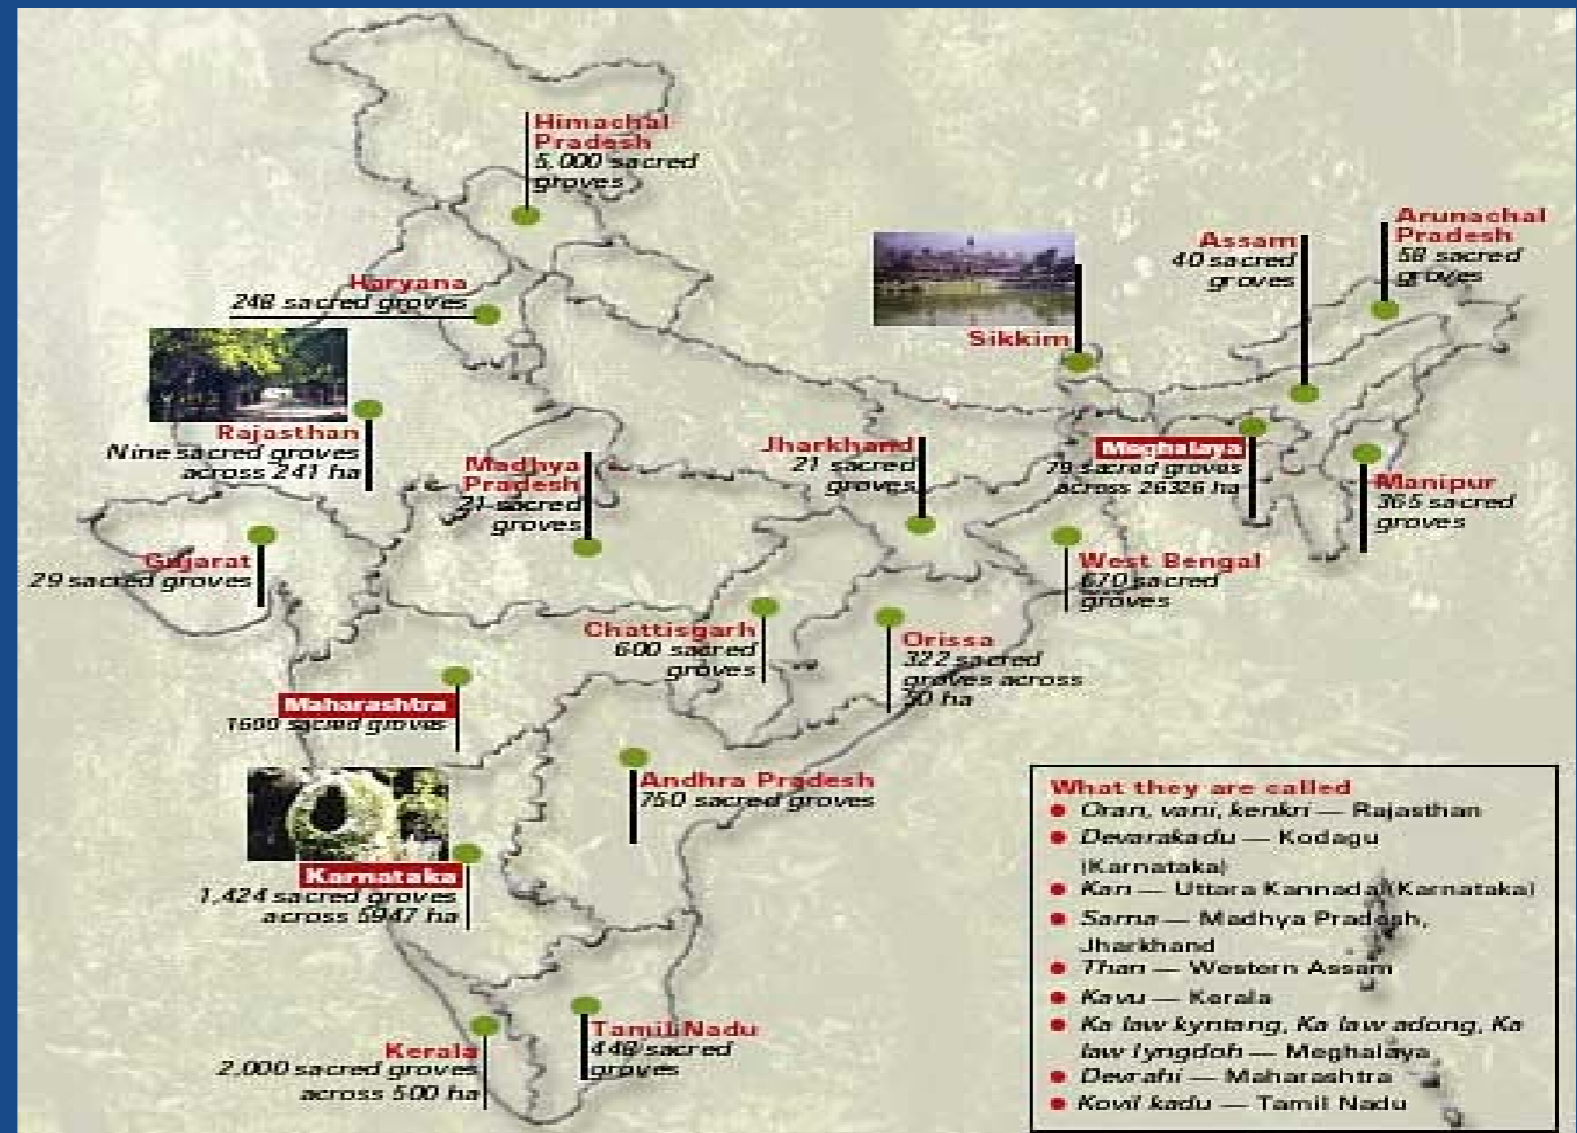 Himachal
Pradesh
5,000 sacred
groves
Haryana
248 sacred groves
Arunachal
Pradesh
58 sacred
groves
Assam
40 sacred
groves
Sikkim
Rajasthan
Nine sacred groves
across 241 ha
Madhya
Pradesh
21 sacred
groves
Jharkhand
21 sacred
groves
Meghalaya
79 sacred groves
across 26326 ha
Manipur
365 sacred
groves
Gujarat
29 sacred groves
West Bengal
670 sacred
groves
Chattisgarh
600 sacred
groves
Orissa
322 sacred
groves across
50 ha
Maharashtra
1600 sacred groves
Andhra Pradesh
750 sacred groves
Karnataka
1,424 sacred groves
across 5947 ha
Tamil Nadu
448 sacred
groves
Kerala
2,000 sacred groves
across 500 ha
What they are called
● Oran, vani, kenkri — Rajasthan
● Devarakadu — Kodagu
(Karnataka)
● Kan — Uttara Kannada (Karnataka)
● Sarna — Madhya Pradesh,
Jharkhand
● Than — Western Assam
● Kavu — Kerala
● Ka law kyntang, Ka law adong, Ka
law lyngdoh — Meghalaya
● Devrahi — Maharashtra
● Kovil kadu — Tamil Nadu